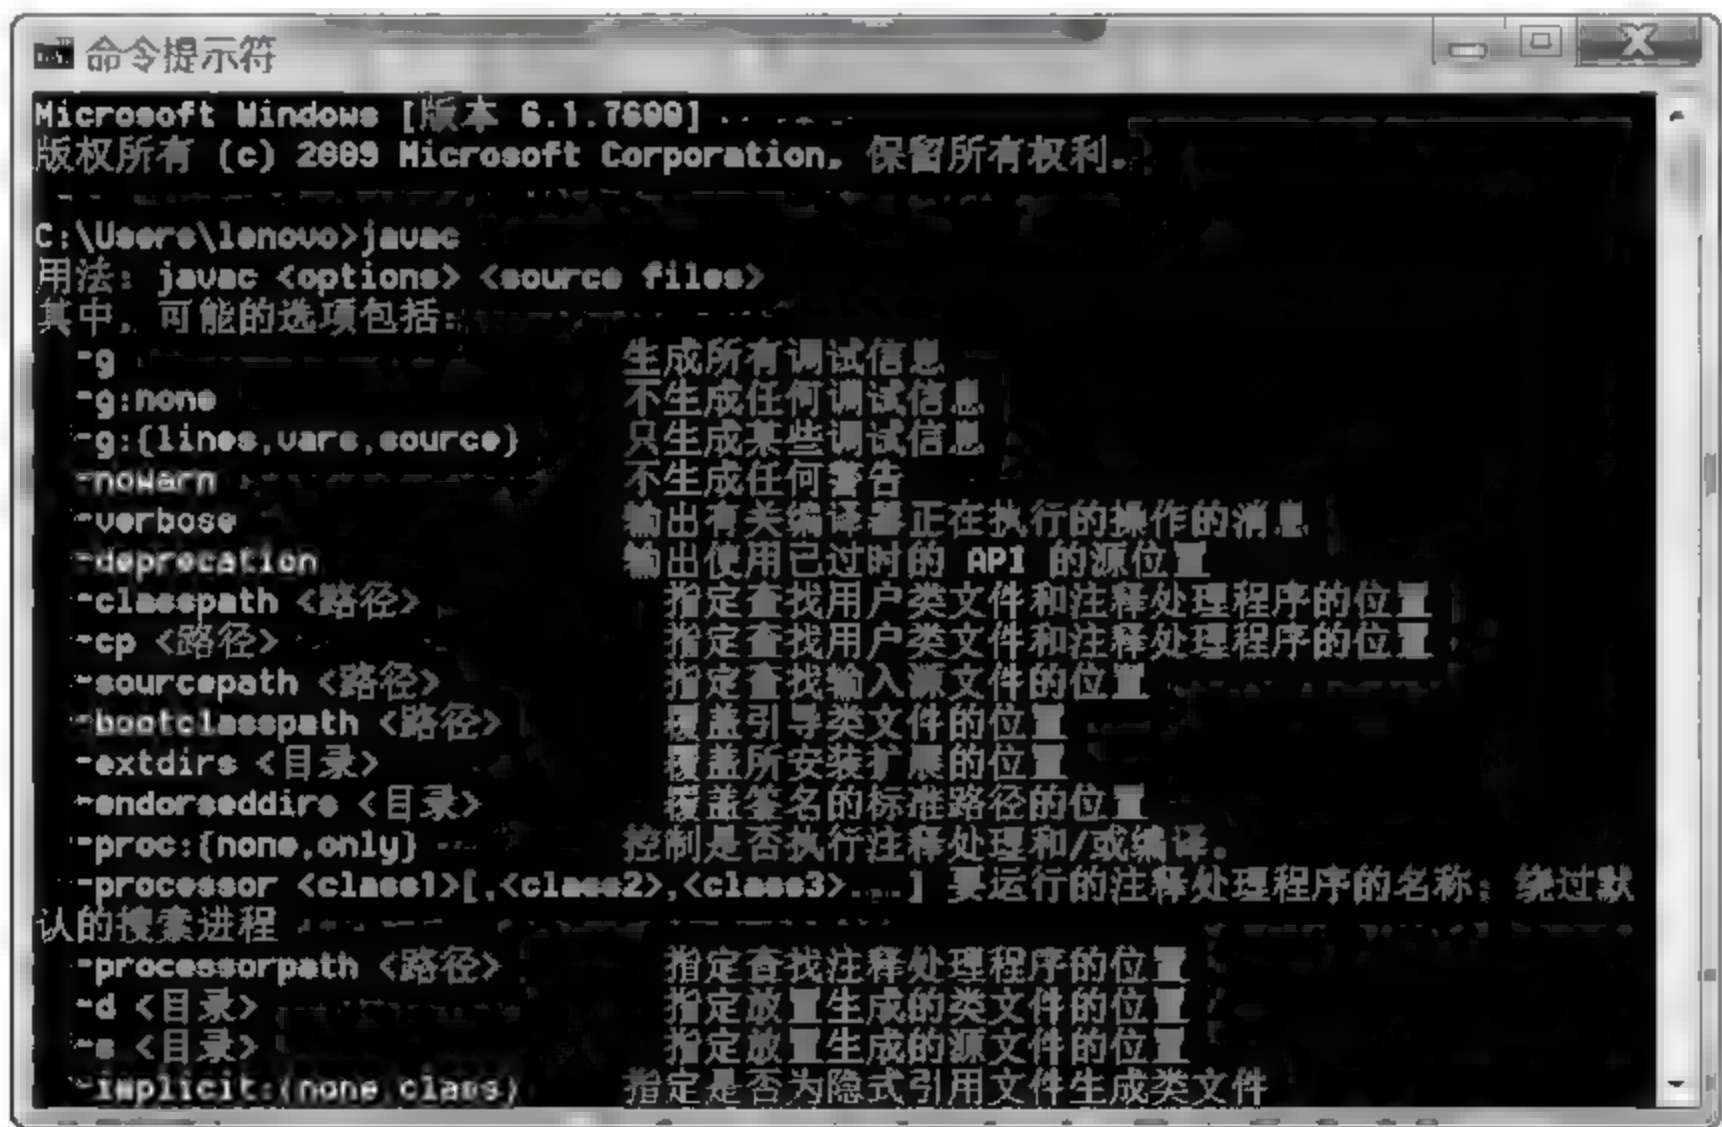 命令提示符
Microsoft Windows [版本 6.1.7600]
版权所有 (c) 2009 Microsoft Corporation。保留所有权利。
C:\Users\lenovo>javac
用法: javac <options> <source files>
其中，可能的选项包括:
-g 生成所有调试信息
-g:none 不生成任何调试信息
-g:{lines,vars,source} 只生成某些调试信息
-nowarn 不生成任何警告
-verbose 输出有关编译器正在执行的操作的消息
-deprecation 输出使用已过时的 API 的源位置
-classpath <路径> 指定查找用户类文件和注释处理程序的位置
-cp <路径> 指定查找用户类文件和注释处理程序的位置
-sourcepath <路径> 指定查找输入源文件的位置
-bootclasspath <路径> 覆盖引导类文件的位置
-extdirs <目录> 覆盖所安装扩展的位置
-endorseddirs <目录> 覆盖签名的标准路径的位置
-proc:{none,only} 控制是否执行注释处理和/或编译。
-processor <class1>[,<class2>,<class3>...] 要运行的注释处理程序的名称; 绕过默
认的搜索进程
-processorpath <路径> 指定查找注释处理程序的位置
-d <目录> 指定放置生成的类文件的位置
-s <目录> 指定放置生成的源文件的位置
-implicit:{none,class} 指定是否为隐式引用文件生成类文件